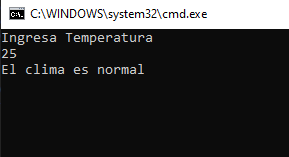 C:\WINDOWS\system32\cmd.exe
Ingresa Temperatura
25
El clima es normal